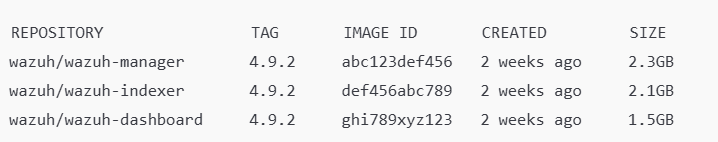 REPOSITORY TAG IMAGE ID CREATED SIZE
wazuh/wazuh-manager 4.9.2 abc123def456 2 weeks ago 2.3GB
wazuh/wazuh-indexer 4.9.2 def456abc789 2 weeks ago 2.1GB
wazuh/wazuh-dashboard 4.9.2 ghi789xyz123 2 weeks ago 1.5GB